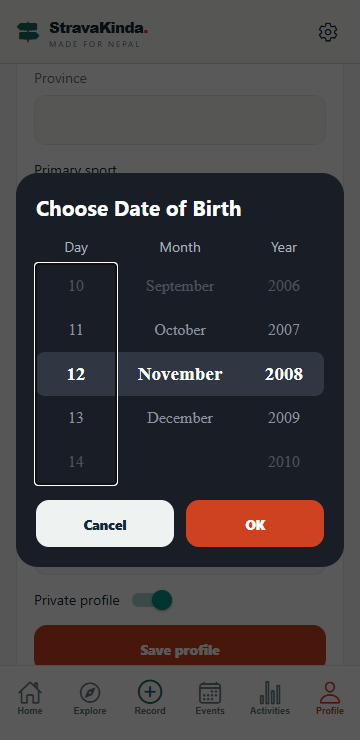 StravaKinda.
MADE FOR NEPAL
Province
Primary sport
Choose Date of Birth
Day Month Year
10 September 2006
11 October 2007
12 November 2008
13 December 2009
14 2010
Cancel OK
Private profile
Save profile
Home Explore Record Events Activities Profile